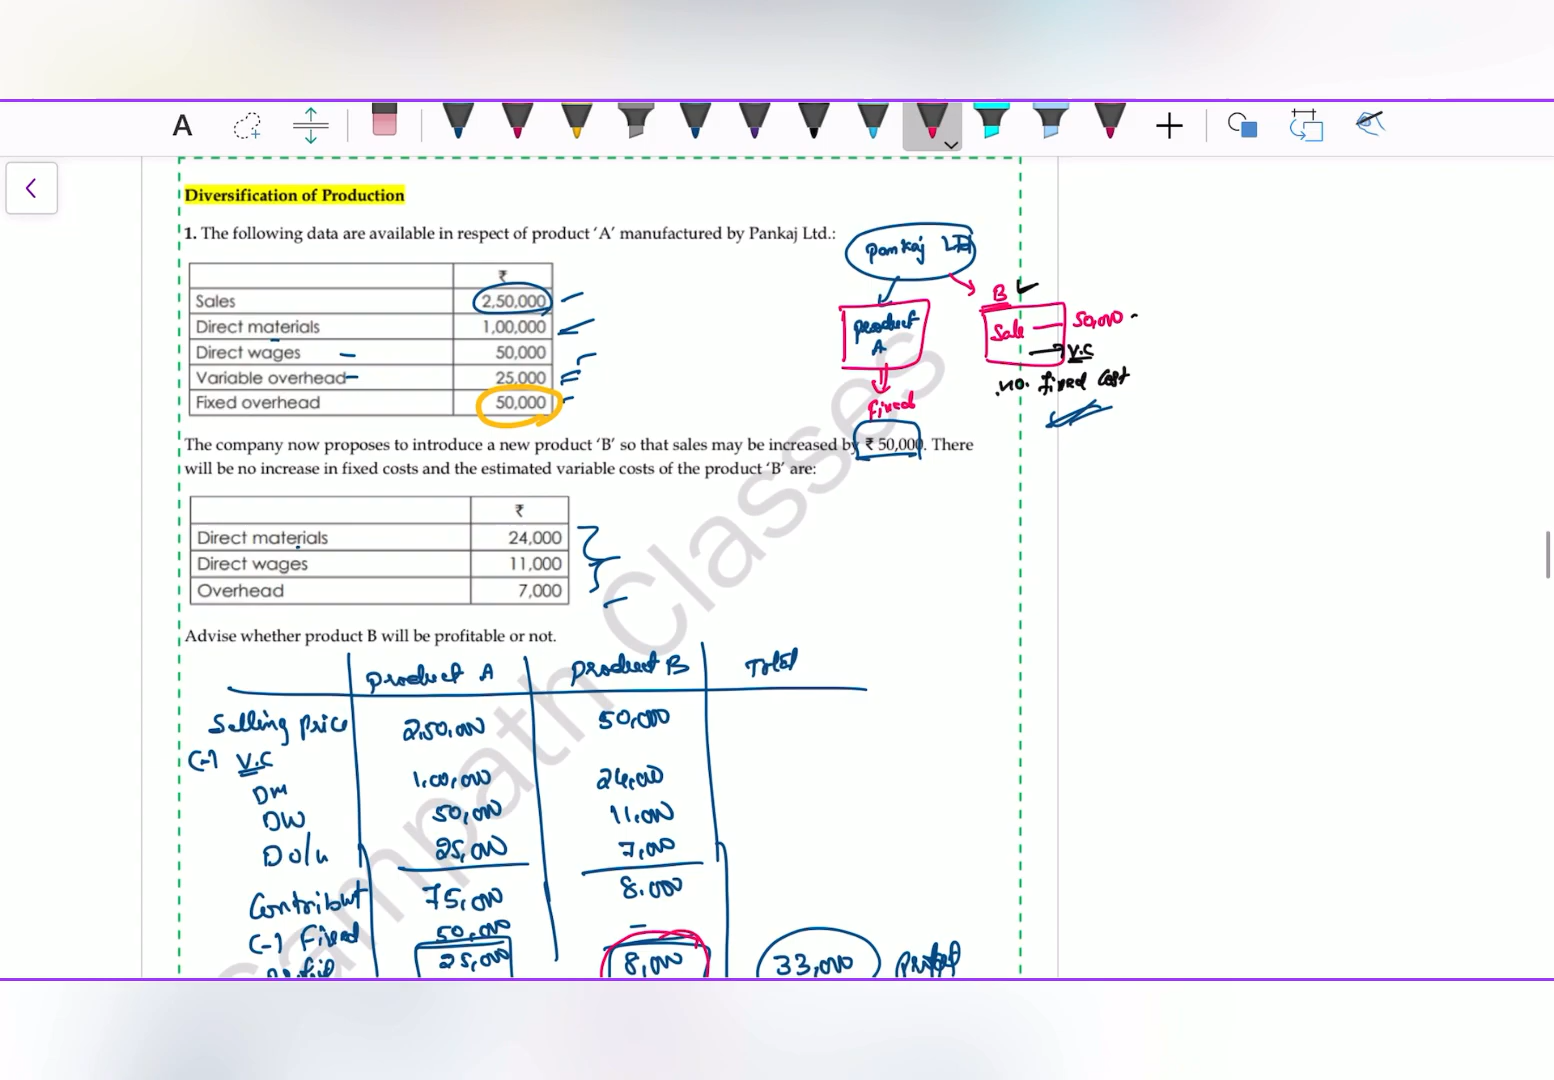 A
Diversification of Production
1. The following data are available in respect of product ‘A’ manufactured by Pankaj Ltd.:
₹
Sales 2,50,000
Direct materials 1,00,000
Direct wages 50,000
Variable overhead 25,000
Fixed overhead 50,000
Pankaj Ltd
product
A
Fixed
B
Sale 50,000
V.C
no. fixed cost
The company now proposes to introduce a new product ‘B’ so that sales may be increased by ₹ 50,000. There
will be no increase in fixed costs and the estimated variable costs of the product ‘B’ are:
₹
Direct materials 24,000
Direct wages 11,000
Overhead 7,000
Advise whether product B will be profitable or not.
product A product B Total
Selling price 2,50,000 50,000
(-) V.C
DM 1,00,000 24,000
DW 50,000 11,000
25,000 7,000
75,000 8,000
(-) Fixed 50,000 –
25,000 8,000 33,000 Profit
Sampath Classes